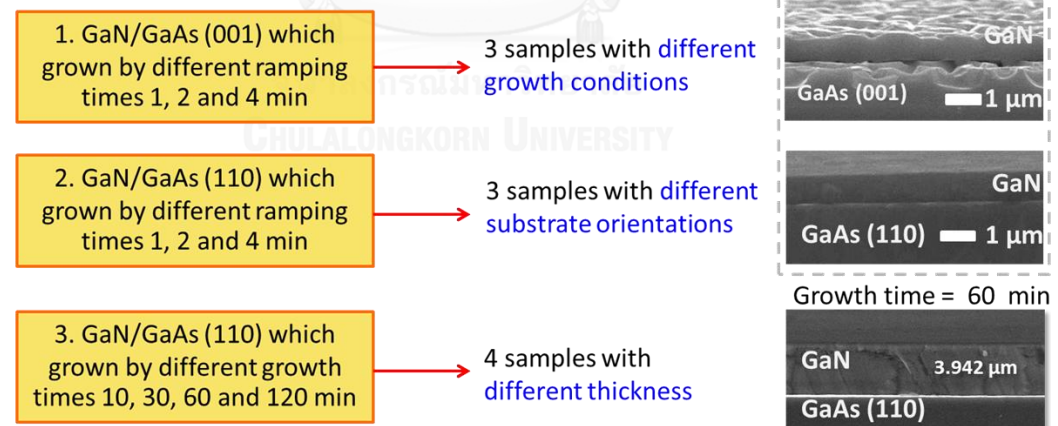 1. GaN/GaAs (001) which
grown by different ramping
times 1, 2 and 4 min
3 samples with different
growth conditions
GaN
GaAs (001)
1 μm
CHULALONGKORN UNIVERSITY
2. GaN/GaAs (110) which
grown by different ramping
times 1, 2 and 4 min
3 samples with different
substrate orientations
GaN
GaAs (110)
1 μm
Growth time = 60 min
3. GaN/GaAs (110) which
grown by different growth
times 10, 30, 60 and 120 min
4 samples with
different thickness
GaN
3.942 μm
GaAs (110)